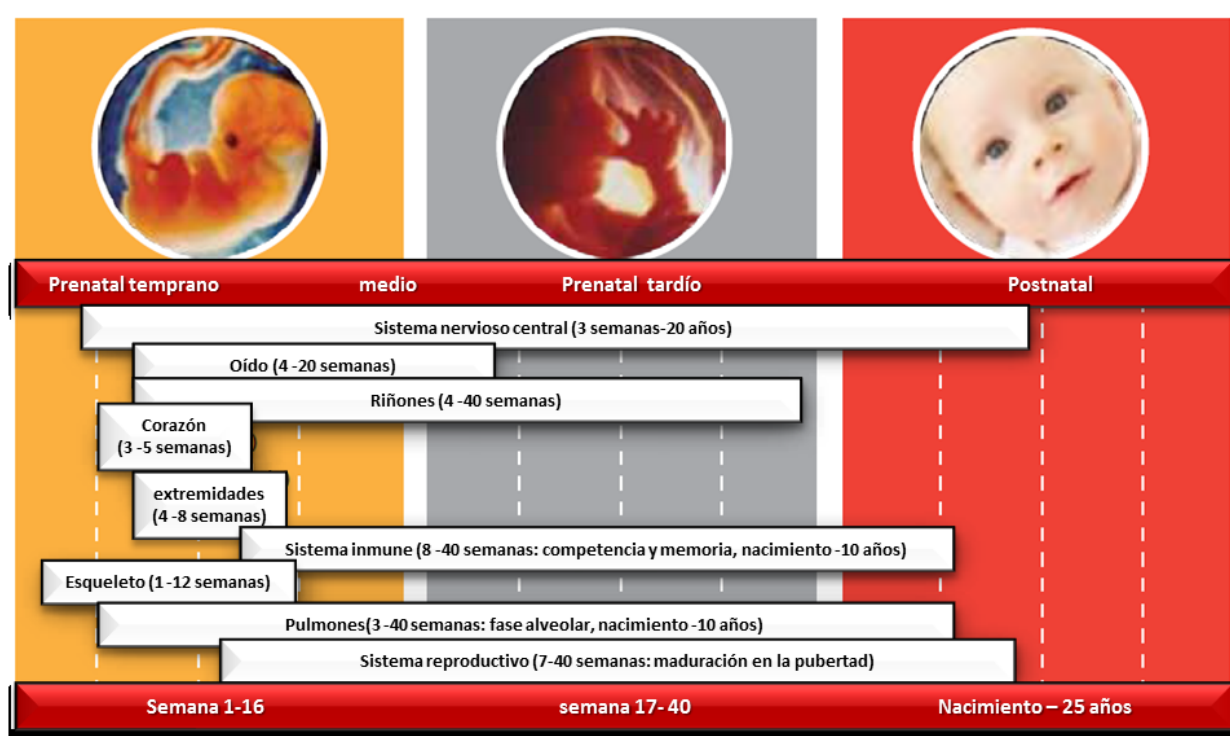 Prenatal temprano medio Prenatal tardío Postnatal
Sistema nervioso central (3 semanas-20 años)
Oído (4 -20 semanas)
Riñones (4 -40 semanas)
Corazón
(3 -5 semanas)
extremidades
(4 -8 semanas)
Sistema inmune (8 -40 semanas: competencia y memoria, nacimiento -10 años)
Esqueleto (1 -12 semanas)
Pulmones(3 -40 semanas: fase alveolar, nacimiento -10 años)
Sistema reproductivo (7-40 semanas: maduración en la pubertad)
Semana 1-16 semana 17- 40 Nacimiento – 25 años